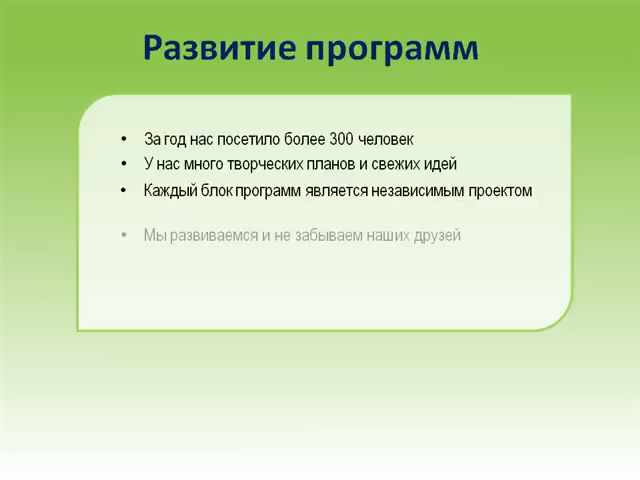 Развитие программ
• За год нас посетило более 300 человек
• У нас много творческих планов и свежих идей
• Каждый блок программ является независимым проектом
• Мы развиваемся и не забываем наших друзей